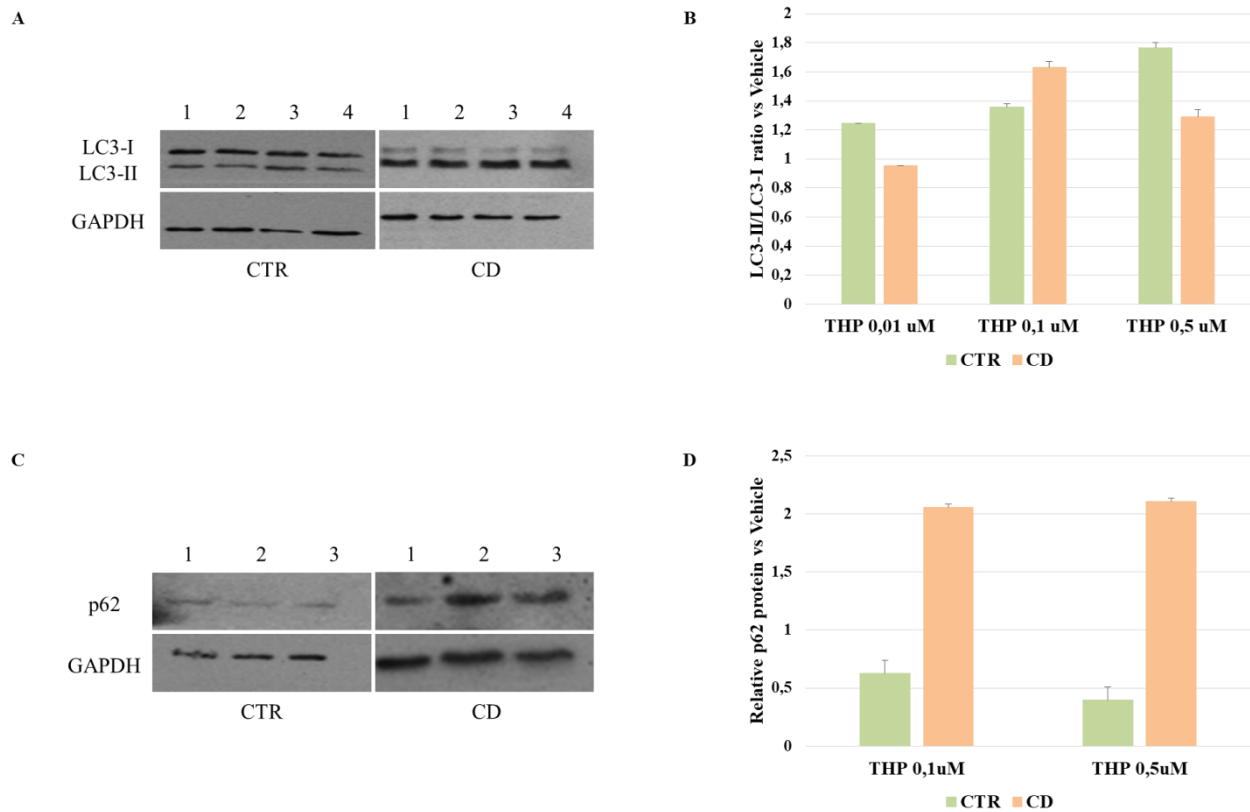 A
1 2 3 4 1 2 3 4
LC3-I
LC3-II
GAPDH
CTR CD
B
LC3-II/LC3-I ratio vs Vehicle
2
1,8
1,6
1,4
1,2
1
0,8
0,6
0,4
0,2
0
THP 0,01 uM THP 0,1 uM THP 0,5 uM
CTR CD
C
1 2 3 1 2 3
p62
GAPDH
CTR CD
D
Relative p62 protein vs Vehicle
2,5
2
1,5
1
0,5
0
THP 0,1uM THP 0,5uM
CTR CD